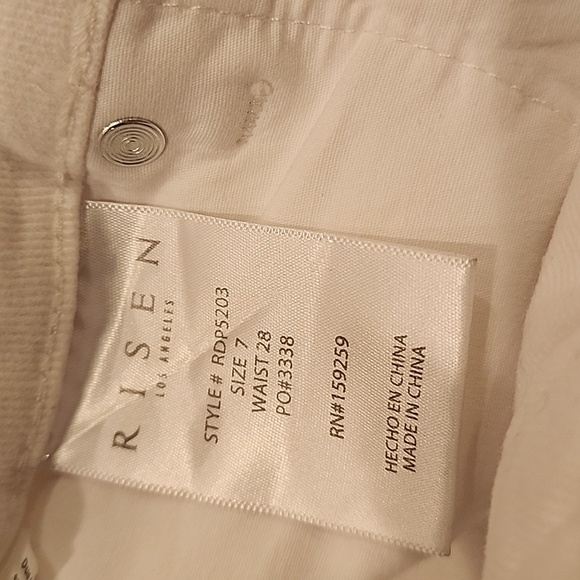 RISEN
LOS ANGELES
STYLE# RDP5203
SIZE 7
WAIST 28
PO#3338
RN#159259
HECHO EN CHINA
MADE IN CHINA